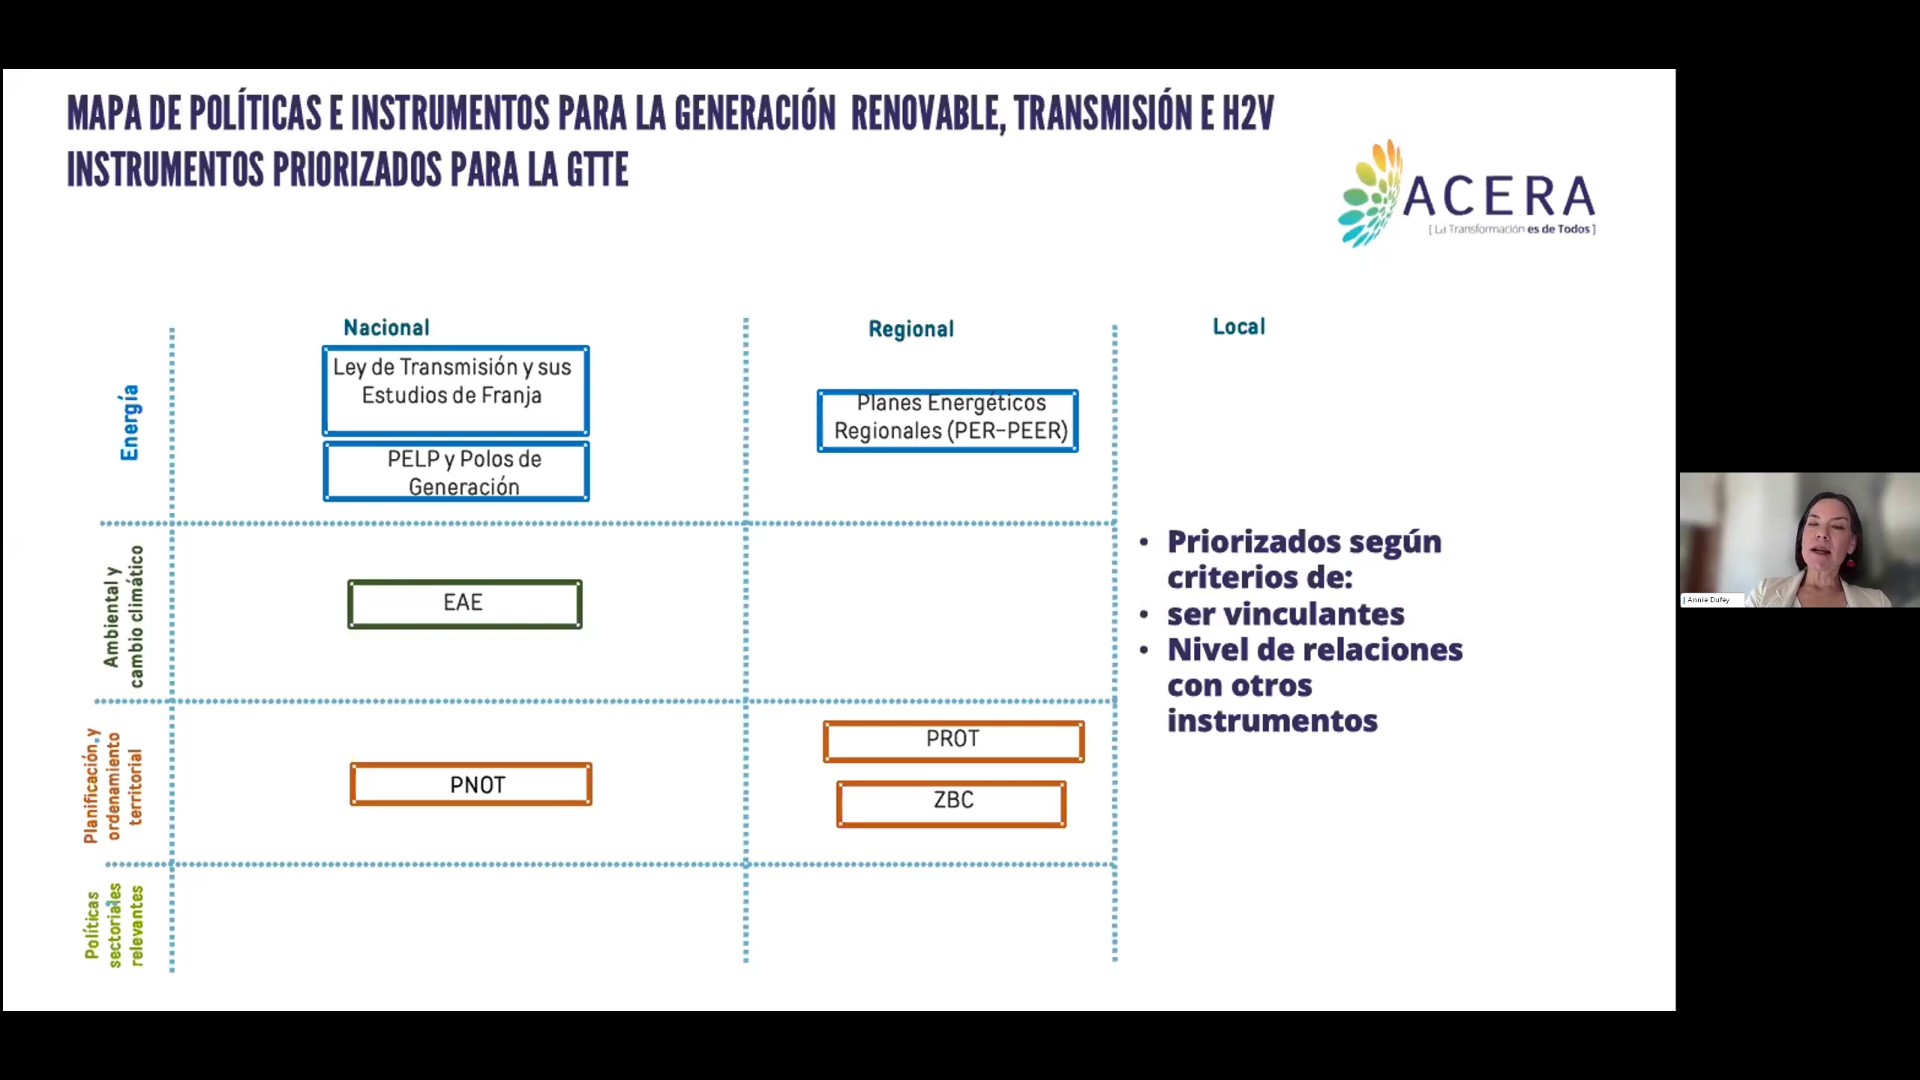 MAPA DE POLÍTICAS E INSTRUMENTOS PARA LA GENERACIÓN RENOVABLE, TRANSMISIÓN E H2V
INSTRUMENTOS PRIORIZADOS PARA LA GTTE
ACERA
[ La Transformación es de Todos ]
Nacional
Regional
Local
Energía
Ley de Transmisión y sus
Estudios de Franja
PELP y Polos de
Generación
Planes Energéticos
Regionales (PER-PEER)
Ambiental y
cambio climático
EAE
Planificación y
ordenamiento
territorial
PNOT
PROT
ZBC
Políticas
sectoriales
relevantes
• Priorizados según
criterios de:
• ser vinculantes
• Nivel de relaciones
con otros
instrumentos
Annie Dufey